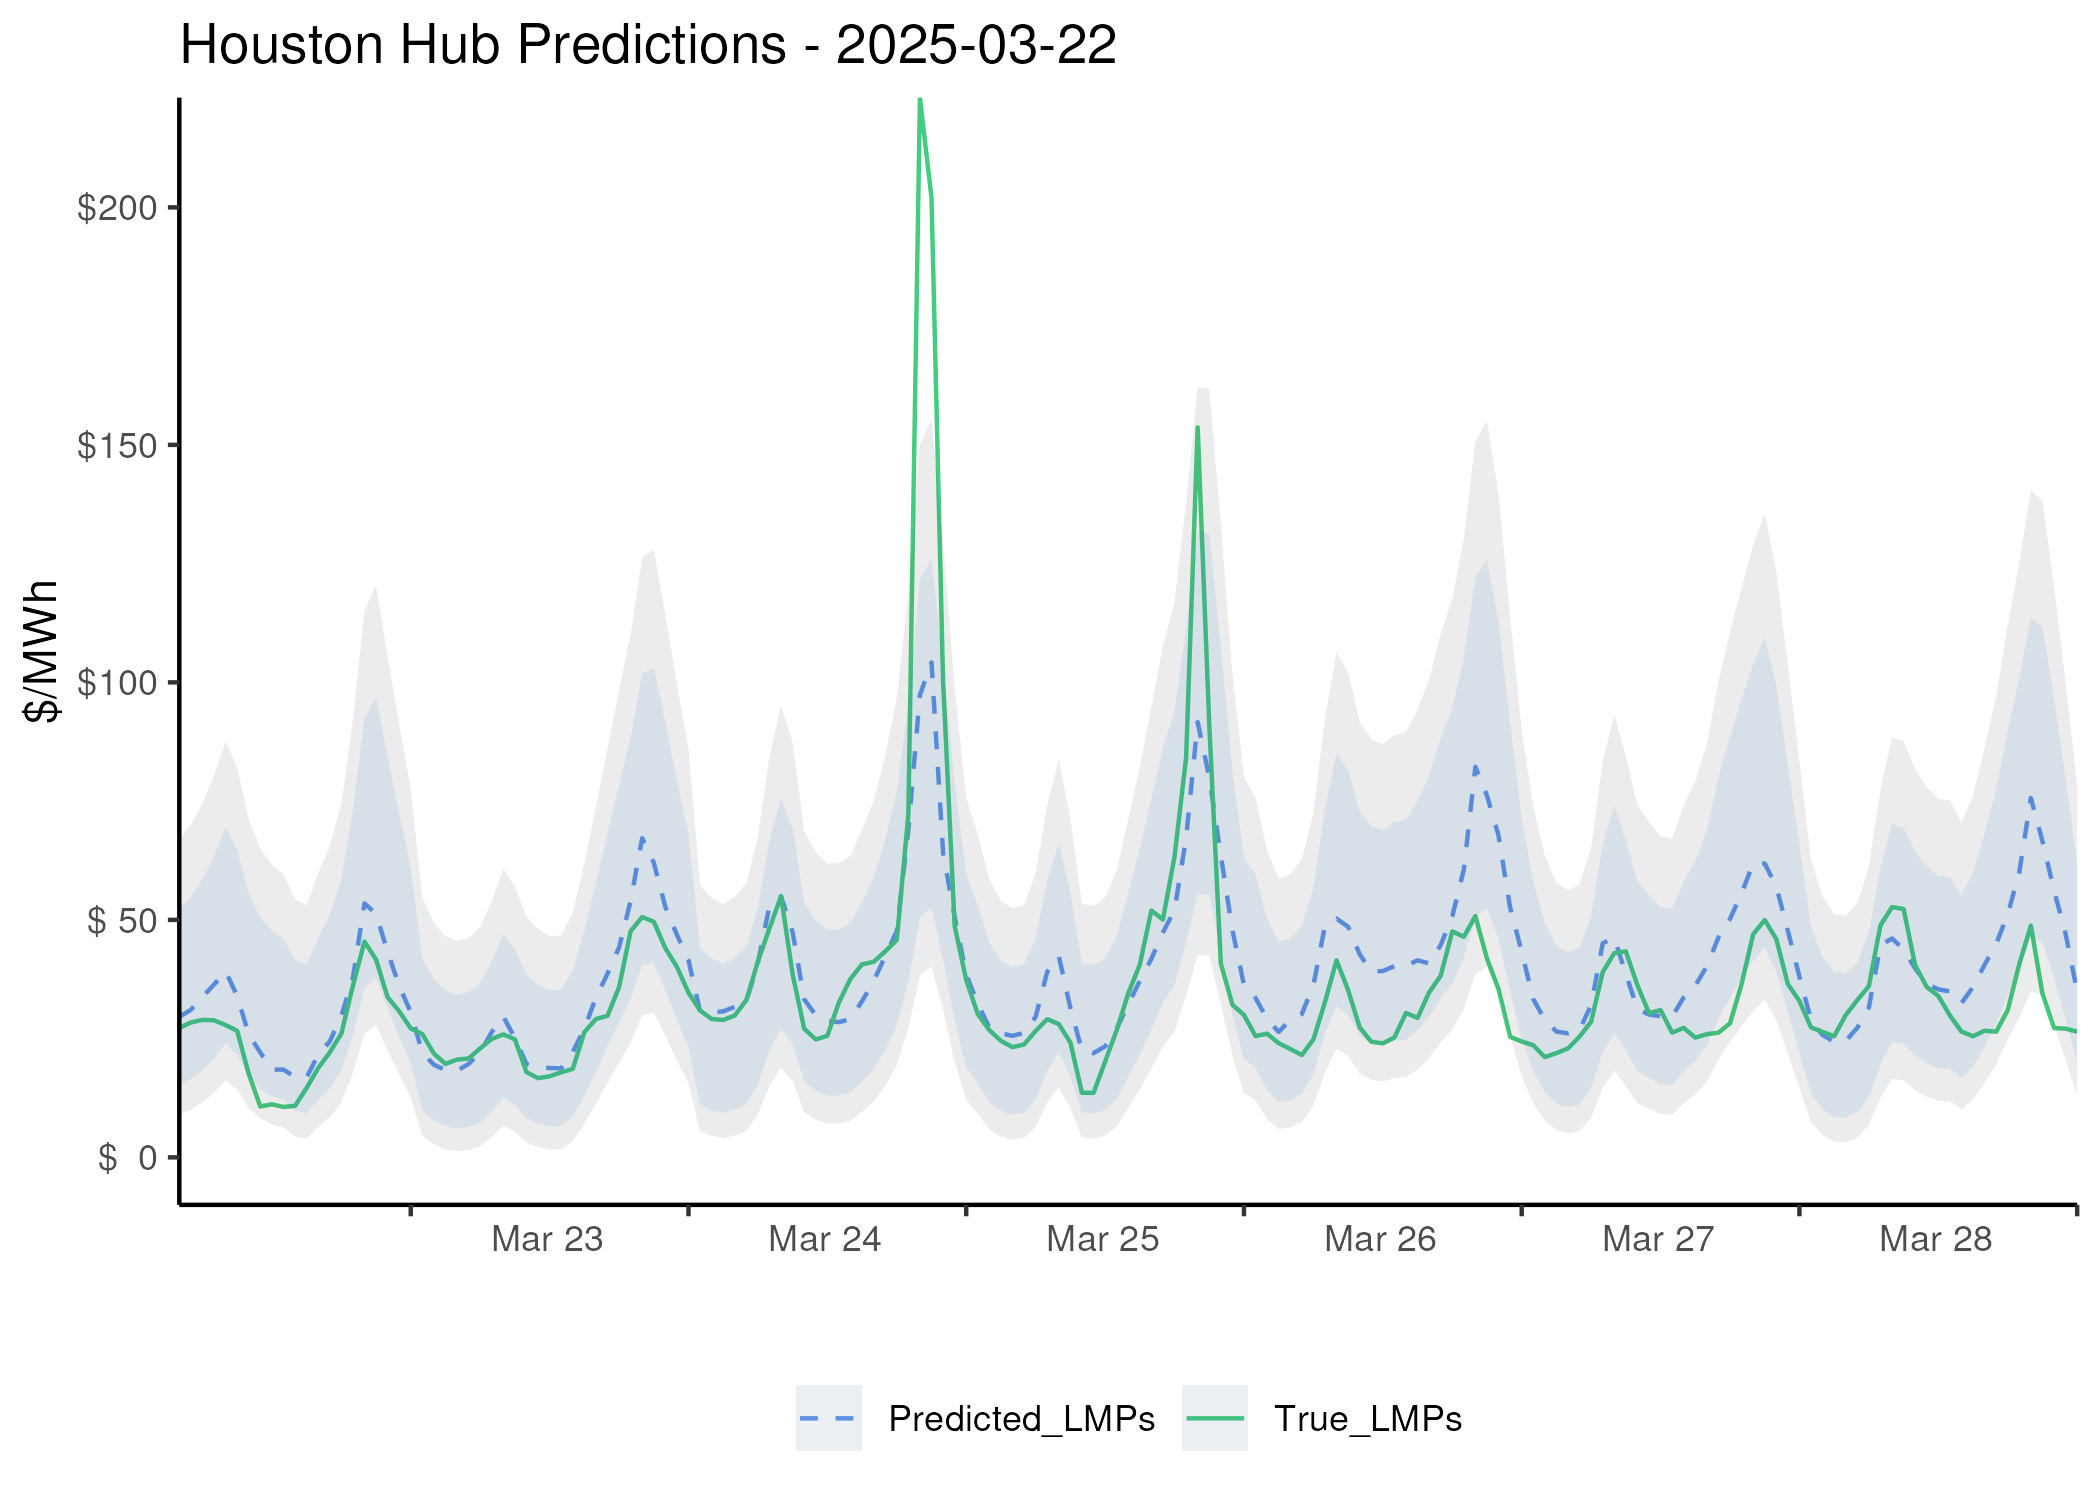 Houston Hub Predictions - 2025-03-22
$/MWh
$200
$150
$100
$ 50
$ 0
Mar 23 Mar 24 Mar 25 Mar 26 Mar 27 Mar 28
Predicted_LMPs True_LMPs